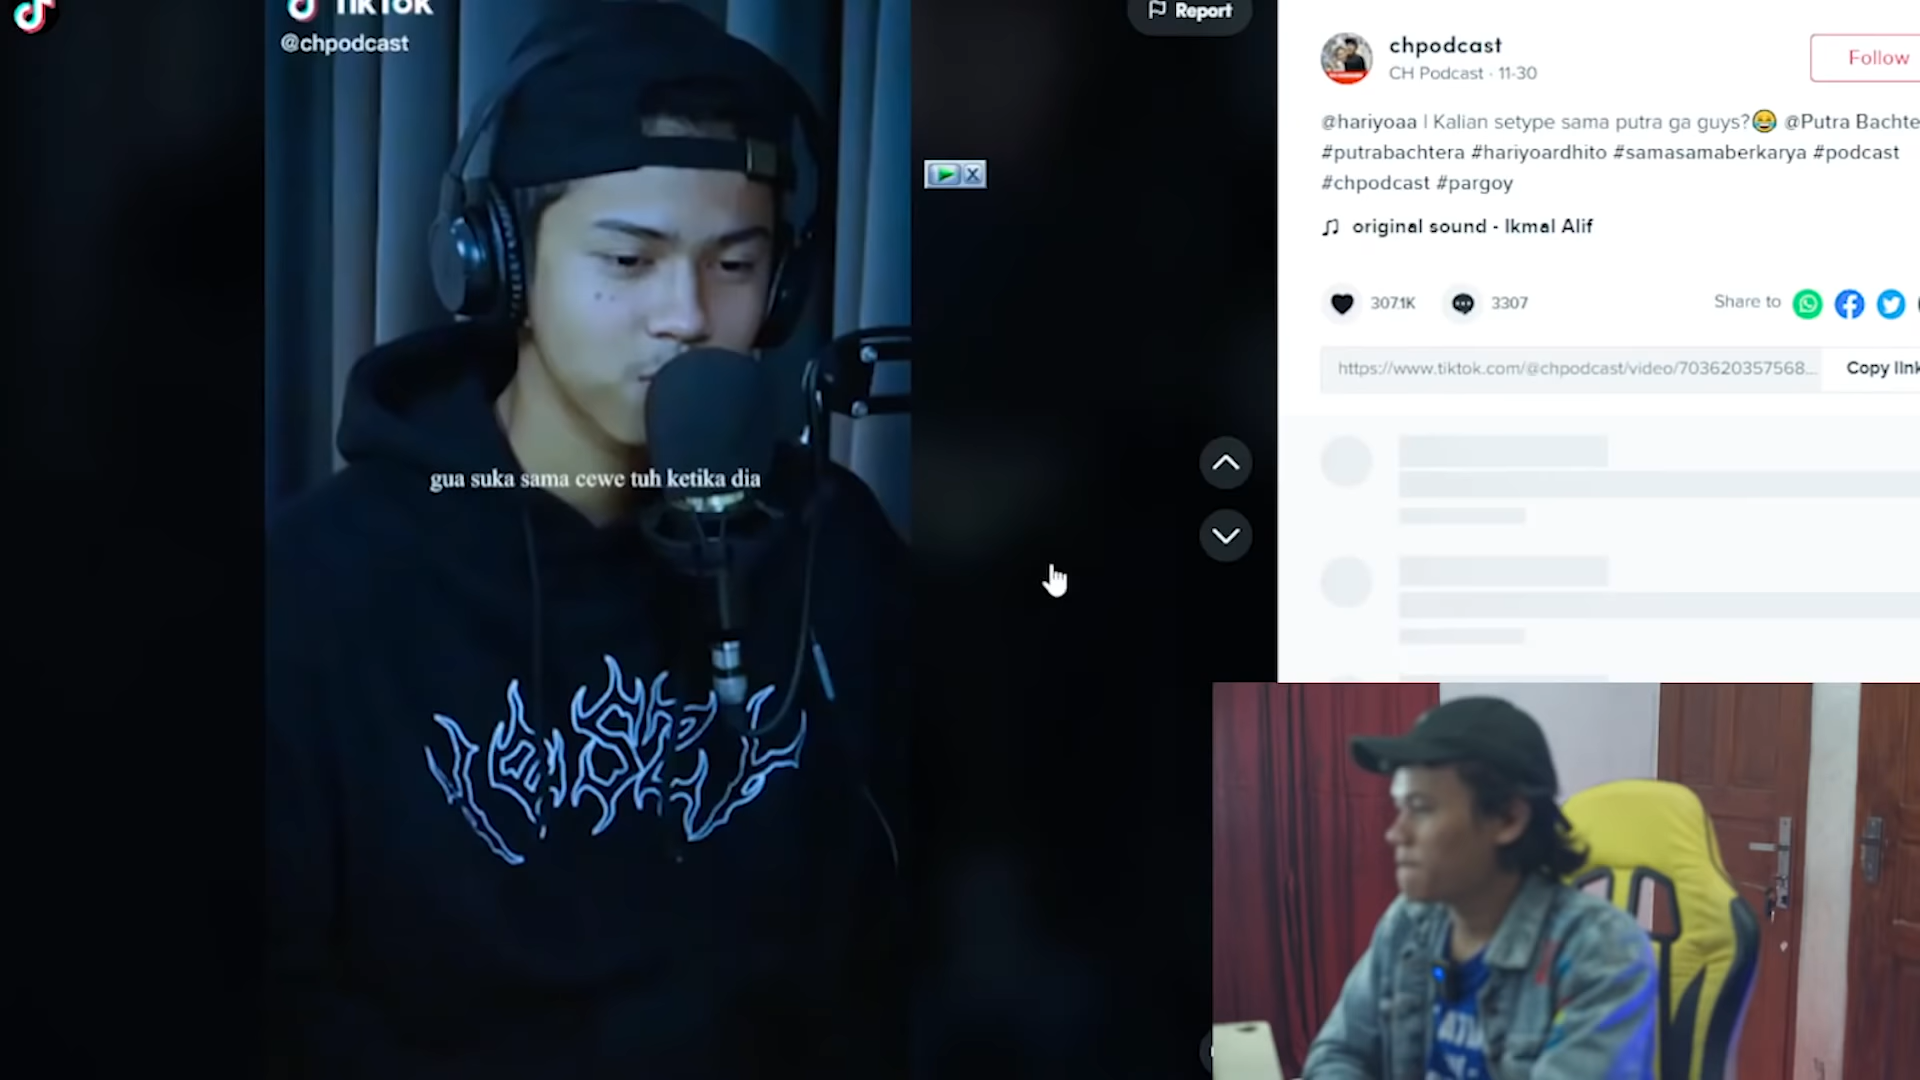 TikTok
@chpodcast
Report
chpodcast
CH Podcast · 11-30
Follow
@hariyoaa | Kalian setype sama putra ga guys?😂 @Putra Bachte
#putrabachtera #hariyoardhito #samasamaberkarya #podcast
#chpodcast #pargoy
original sound - Ikmal Alif
307.1K
3307
Share to
https://www.tiktok.com/@chpodcast/video/703620357568...
Copy link
gua suka sama cewe tuh ketika dia